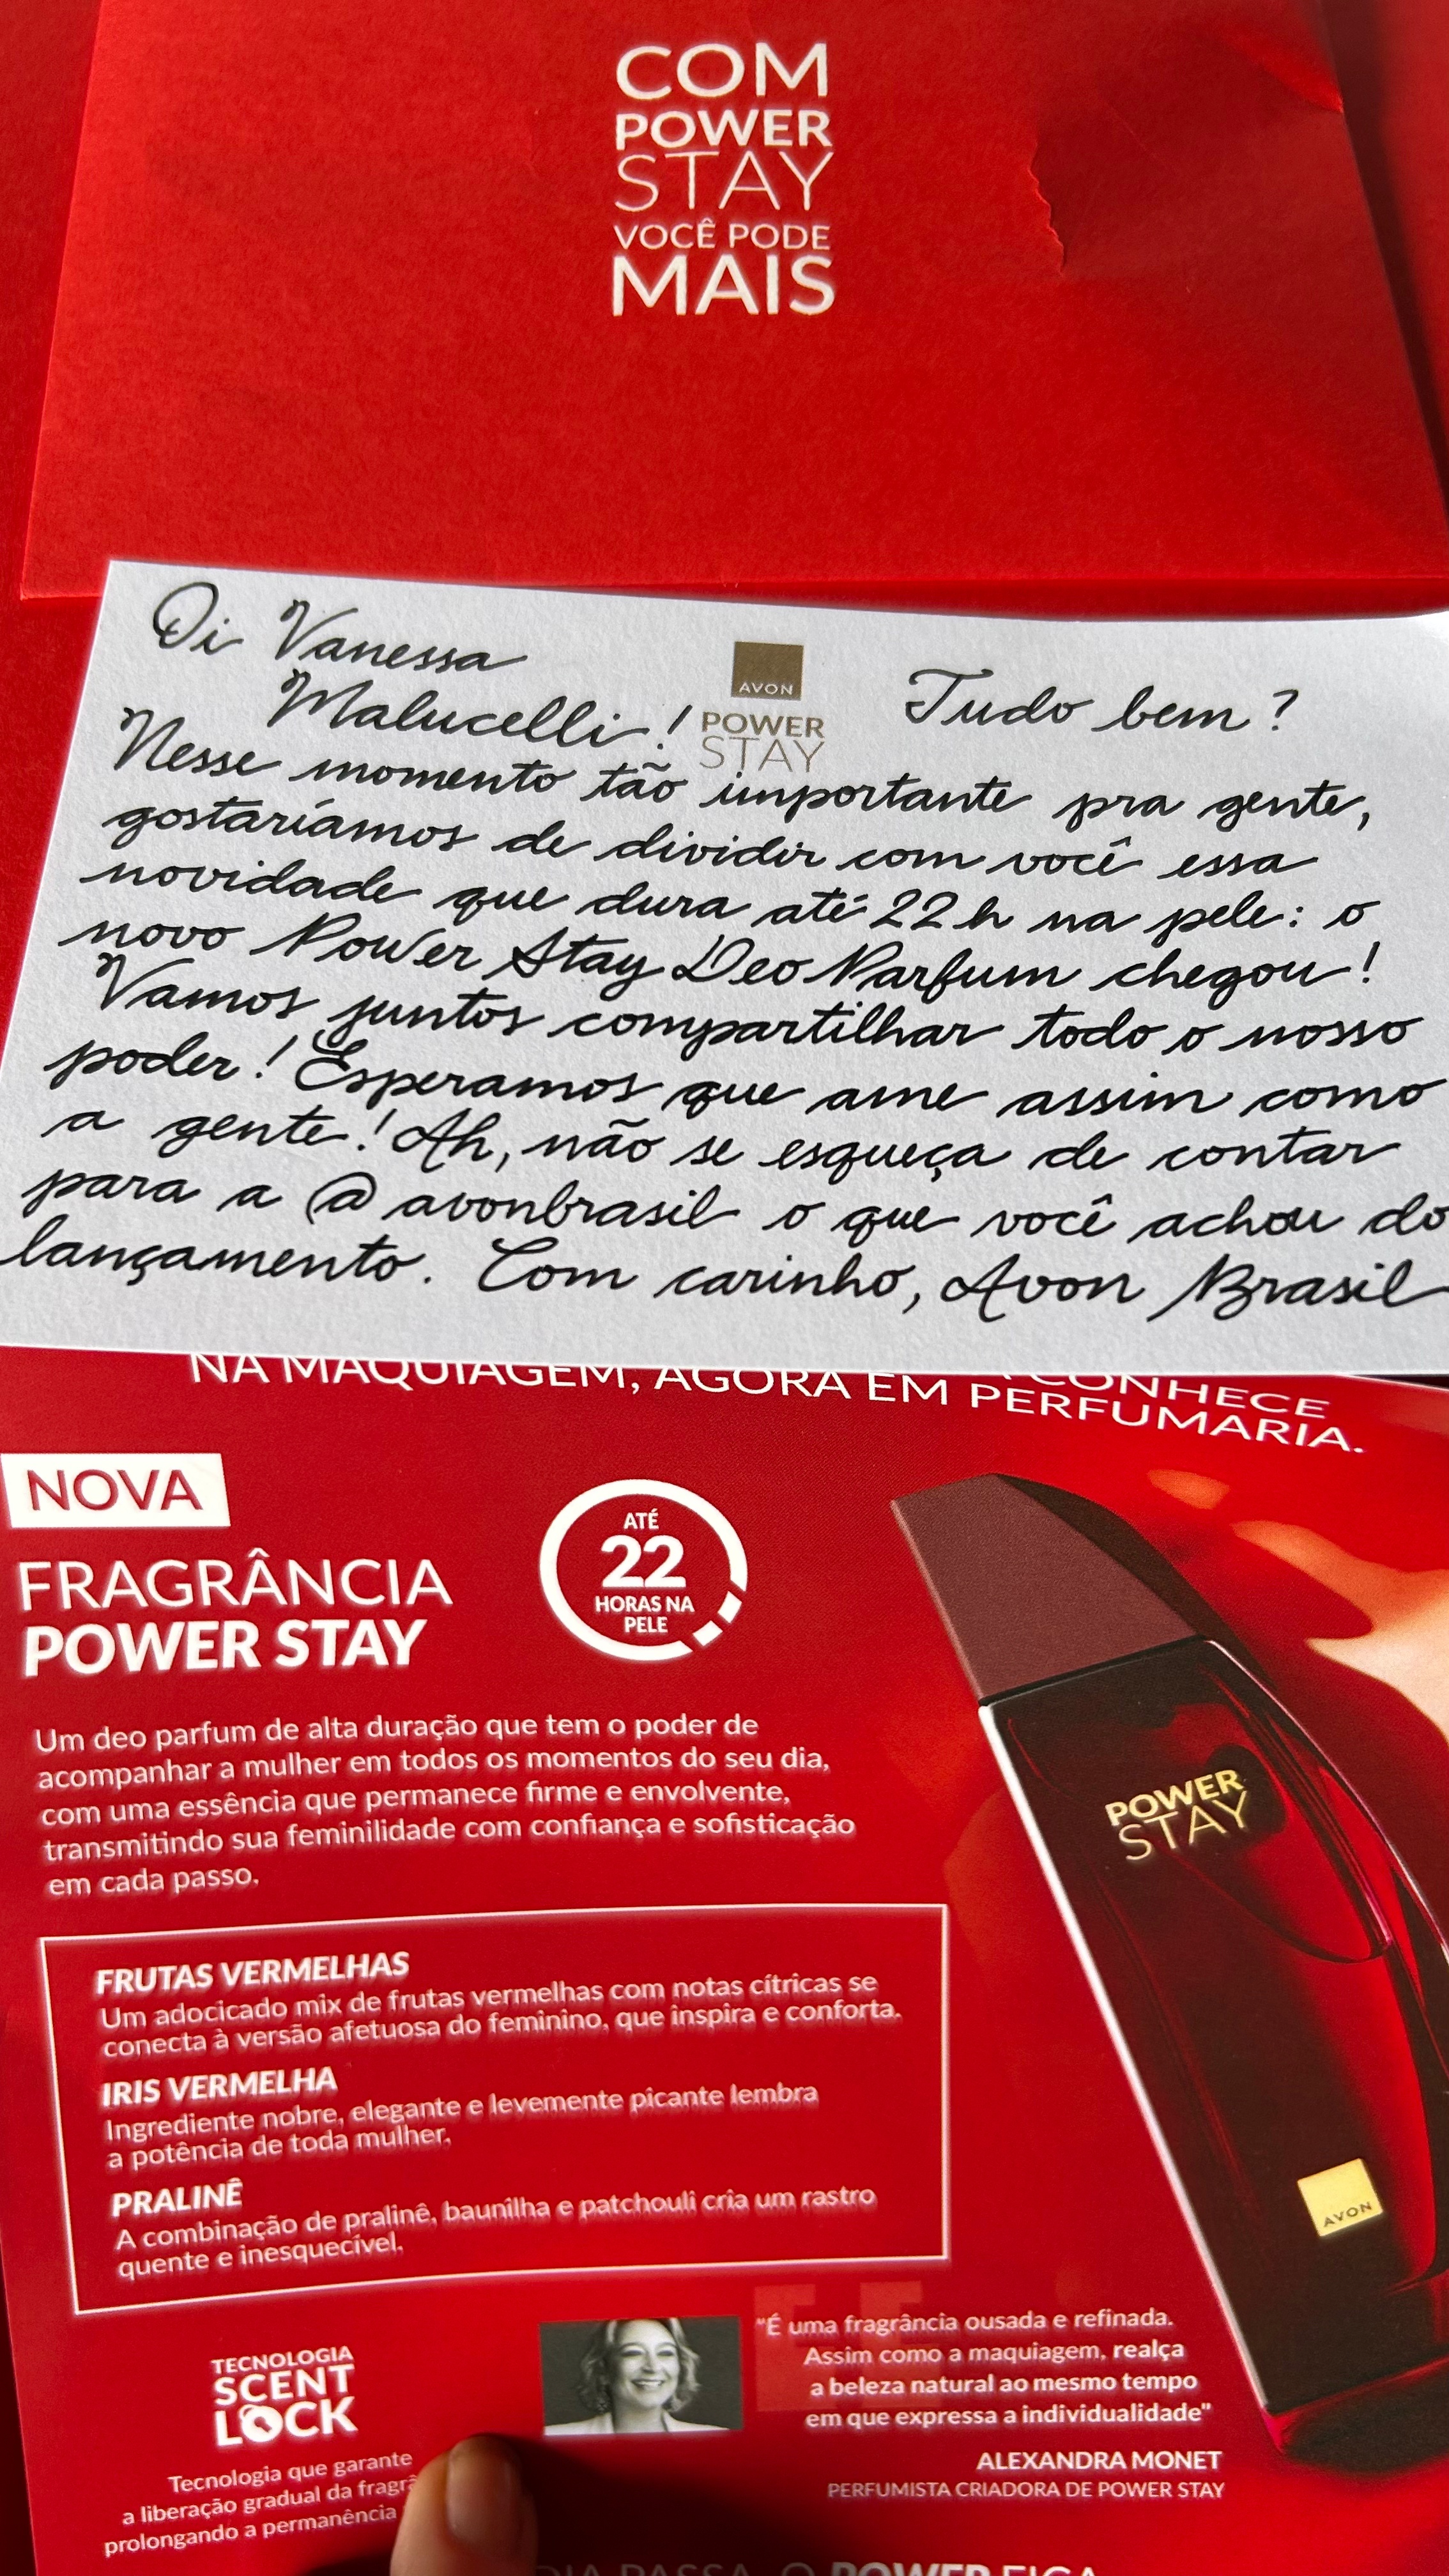 COM
POWER
STAY
VOCÊ PODE
MAIS
Oi Vanessa
Malucelli!
AVON
POWER
STAY
Tudo bem?
Nesse momento tão importante pra gente,
gostaríamos de dividir com você essa
novidade que dura até 22h na pele: o
novo Power Stay Deo Parfum chegou!
Vamos juntos compartilhar todo o nosso
poder! Esperamos que ame assim como
a gente! Ah, não se esqueça de contar
para a @avonbrasil o que você achou do
lançamento. Com carinho, Avon Brasil
CONHECE
NA MAQUIAGEM, AGORA EM PERFUMARIA.
NOVA
FRAGRÂNCIA
POWER STAY
ATÉ
22
HORAS NA
PELE
Um deo parfum de alta duração que tem o poder de
acompanhar a mulher em todos os momentos do seu dia,
com uma essência que permanece firme e envolvente,
transmitindo sua feminilidade com confiança e sofisticação
em cada passo.
POWER
STAY
AVON
FRUTAS VERMELHAS
Um adocicado mix de frutas vermelhas com notas cítricas se
conecta à versão afetuosa do feminino, que inspira e conforta.
IRIS VERMELHA
Ingrediente nobre, elegante e levemente picante lembra
a potência de toda mulher.
PRALINÊ
A combinação de pralinê, baunilha e patchouli cria um rastro
quente e inesquecível.
TECNOLOGIA
SCENT
LOCK
Tecnologia que garante
a liberação gradual da fragrâ
prolongando a permanência
"É uma fragrância ousada e refinada.
Assim como a maquiagem, realça
a beleza natural ao mesmo tempo
em que expressa a individualidade"
ALEXANDRA MONET
PERFUMISTA CRIADORA DE POWER STAY
DIA PASSA, O POWER FICA